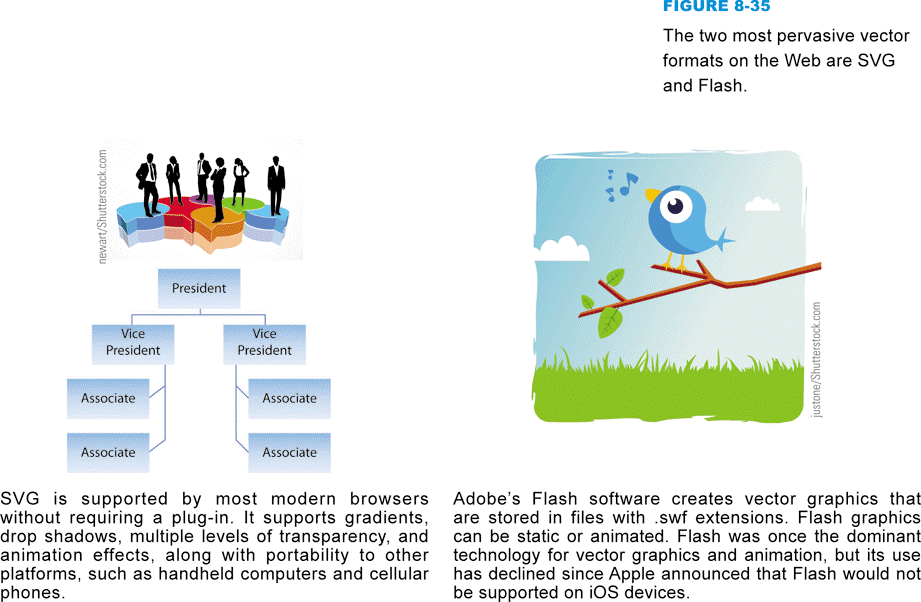 FIGURE 8-35
The two most pervasive vector
formats on the Web are SVG
and Flash.
newart/Shutterstock.com
President
Vice
President
Vice
President
Associate
Associate
Associate
Associate
justone/Shutterstock.com
SVG is supported by most modern browsers
without requiring a plug-in. It supports gradients,
drop shadows, multiple levels of transparency, and
animation effects, along with portability to other
platforms, such as handheld computers and cellular
phones.
Adobe’s Flash software creates vector graphics that
are stored in files with .swf extensions. Flash graphics
can be static or animated. Flash was once the dominant
technology for vector graphics and animation, but its use
has declined since Apple announced that Flash would not
be supported on iOS devices.